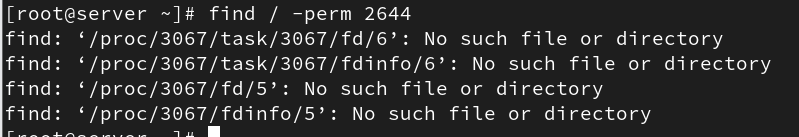 [root@server ~]# find / -perm 2644
find: ‘/proc/3067/task/3067/fd/6’: No such file or directory
find: ‘/proc/3067/task/3067/fdinfo/6’: No such file or directory
find: ‘/proc/3067/fd/5’: No such file or directory
find: ‘/proc/3067/fdinfo/5’: No such file or directory
[root@server ~]#